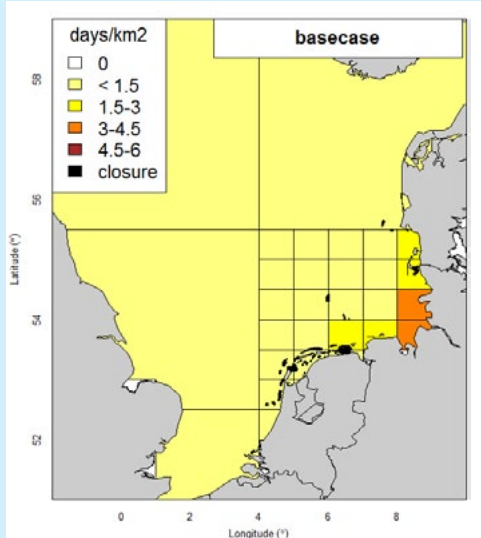 days/km2
basecase
0
< 1.5
1.5-3
3-4.5
4.5-6
closure
58
56
54
52
Latitude (°)
0 2 4 6 8
Longitude (°)